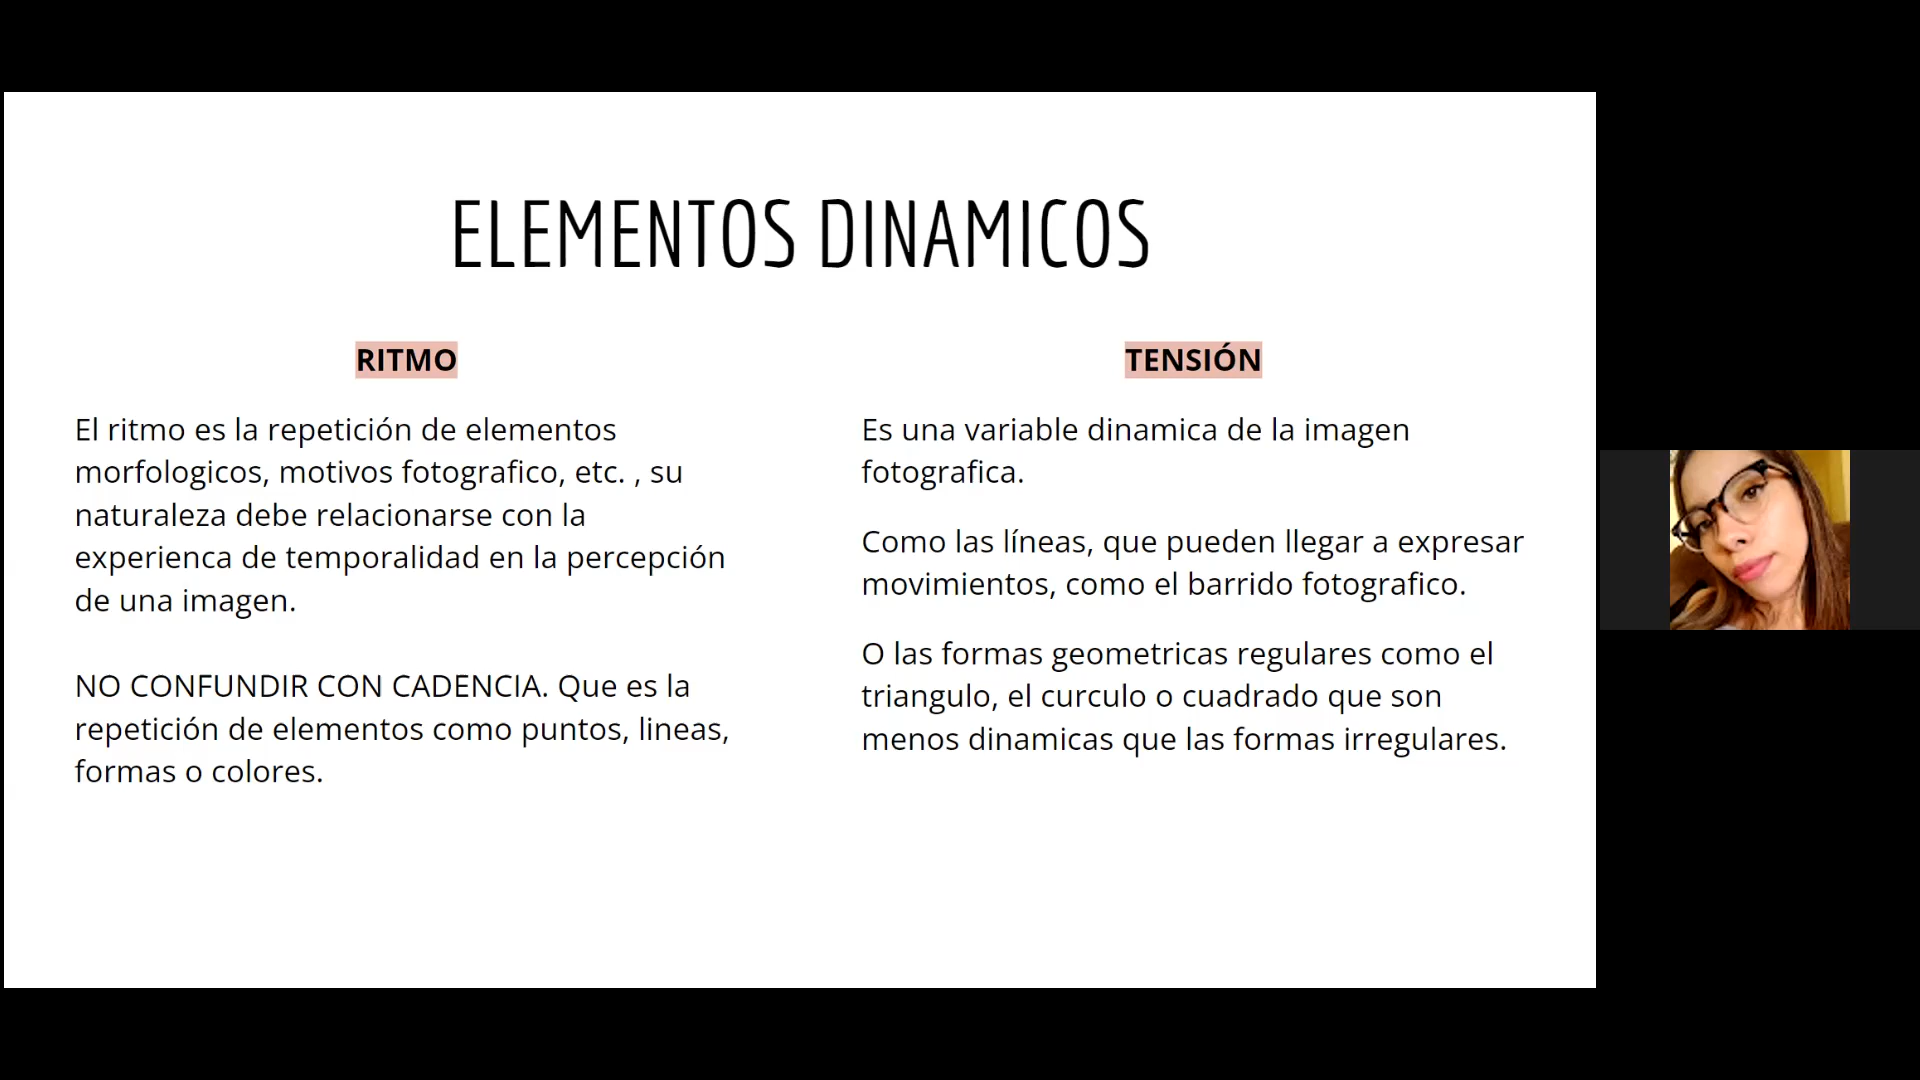 ELEMENTOS DINAMICOS
RITMO
El ritmo es la repetición de elementos
morfologicos, motivos fotografico, etc. , su
naturaleza debe relacionarse con la
experienca de temporalidad en la percepción
de una imagen.
NO CONFUNDIR CON CADENCIA. Que es la
repetición de elementos como puntos, lineas,
formas o colores.
TENSIÓN
Es una variable dinamica de la imagen
fotografica.
Como las líneas, que pueden llegar a expresar
movimientos, como el barrido fotografico.
O las formas geometricas regulares como el
triangulo, el curculo o cuadrado que son
menos dinamicas que las formas irregulares.